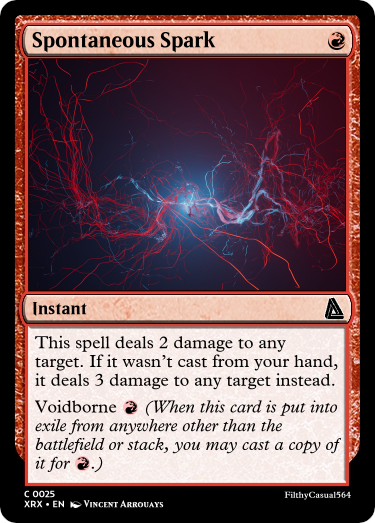 Spontaneous Spark
Instant
This spell deals 2 damage to any
target. If it wasn't cast from your hand,
it deals 3 damage to any target instead.
Voidborne (When this card is put into
exile from anywhere other than the
battlefield or stack, you may cast a copy
of it for .)
C 0025
XRX • EN Vincent Arrouays
FilthyCasual564